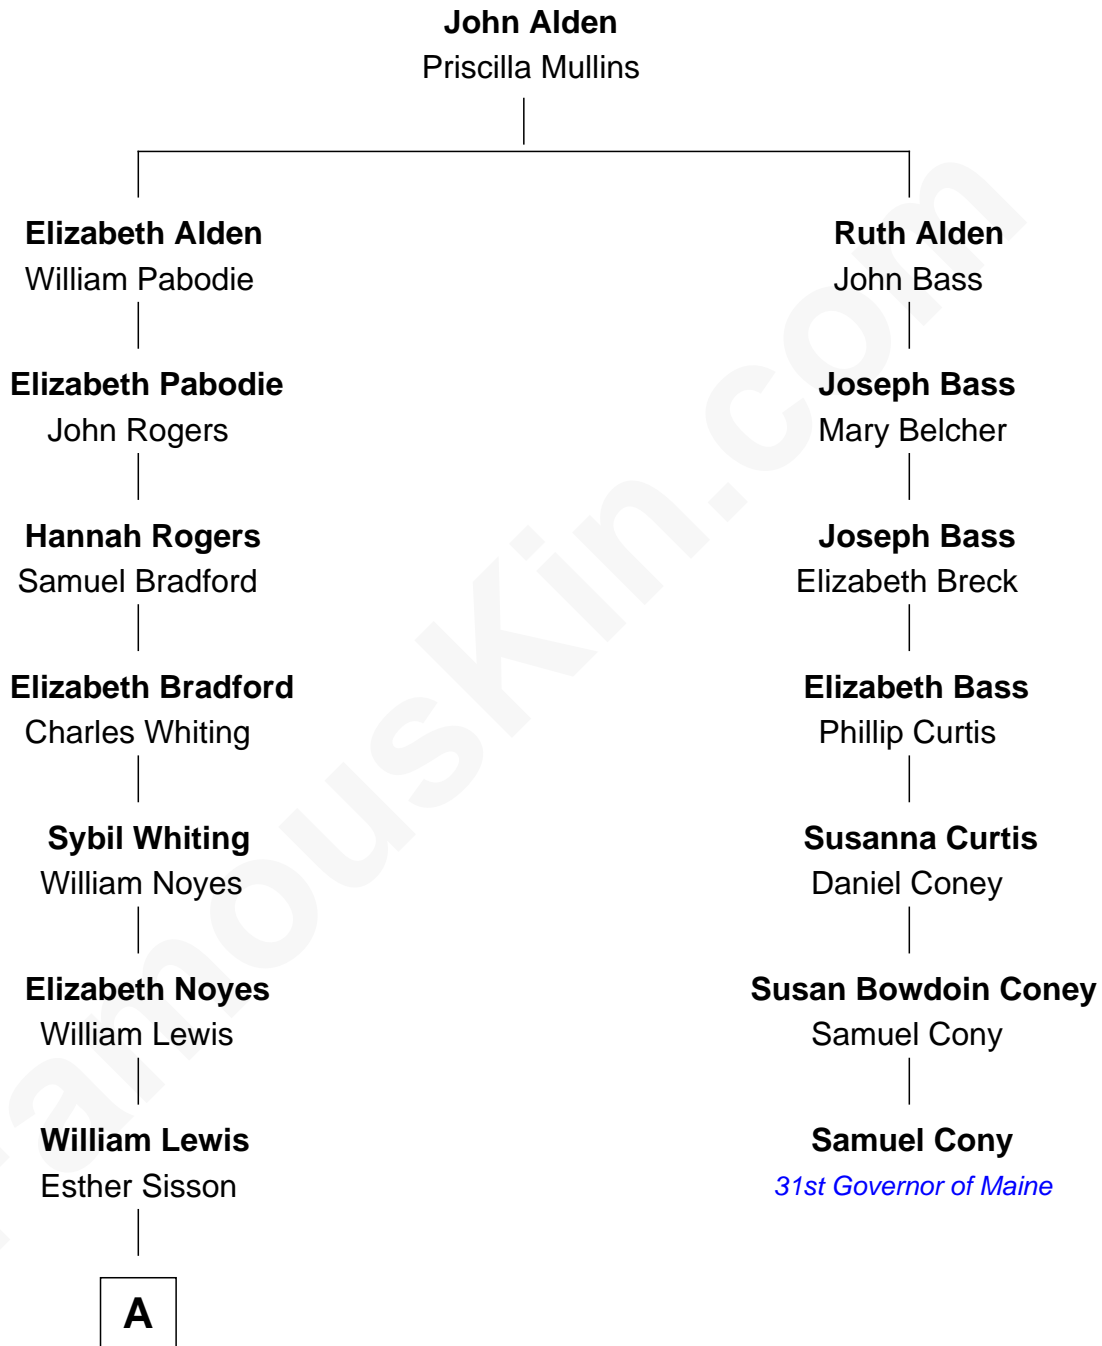 John Alden
Priscilla Mullins
Elizabeth Alden
William Pabodie
Elizabeth Pabodie
John Rogers
Hannah Rogers
Samuel Bradford
Elizabeth Bradford
Charles Whiting
Sybil Whiting
William Noyes
Elizabeth Noyes
William Lewis
William Lewis
Esther Sisson
A
Ruth Alden
John Bass
Joseph Bass
Mary Belcher
Joseph Bass
Elizabeth Breck
Elizabeth Bass
Phillip Curtis
Susanna Curtis
Daniel Coney
Susan Bowdoin Coney
Samuel Cony
Samuel Cony
31st Governor of Maine
FamousKin.com